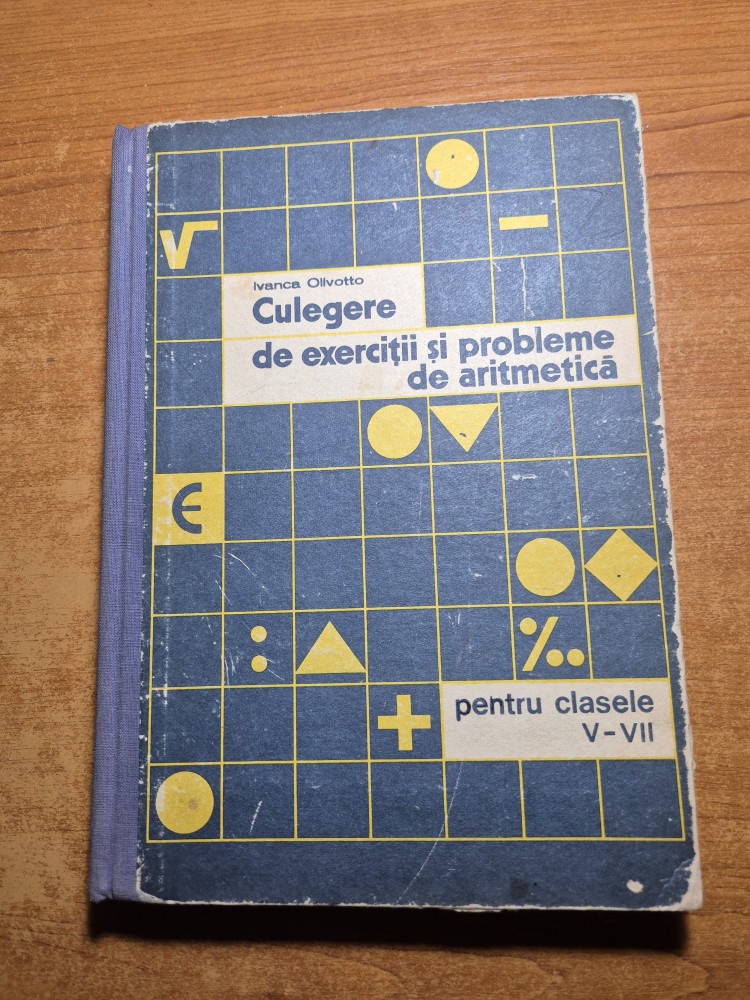 Ivanca Olivotto
Culegere
de exerciții și probleme
de aritmetică
√
−
∈
:
‰
+
pentru clasele
V-VII